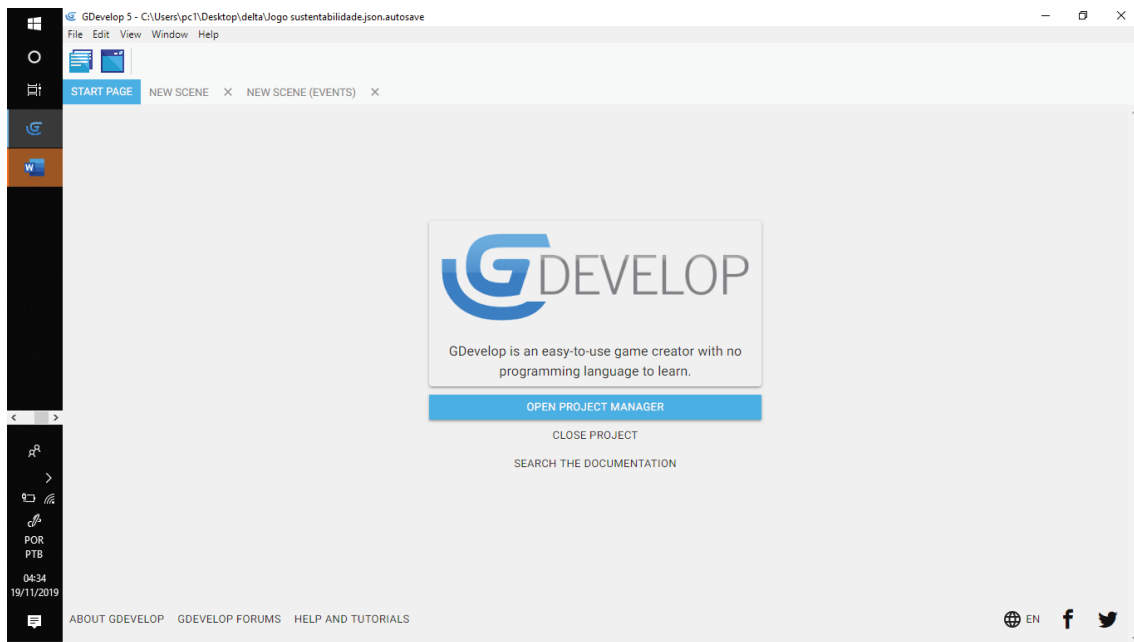 GDevelop 5 - C:\Users\pc1\Desktop\delta\Jogo sustentabilidade.json.autosave
File Edit View Window Help
START PAGE NEW SCENE NEW SCENE (EVENTS)
GDEVELOP
GDevelop is an easy-to-use game creator with no
programming language to learn.
OPEN PROJECT MANAGER
CLOSE PROJECT
SEARCH THE DOCUMENTATION
POR
PTB
04:34
19/11/2019
ABOUT GDEVELOP GDEVELOP FORUMS HELP AND TUTORIALS EN